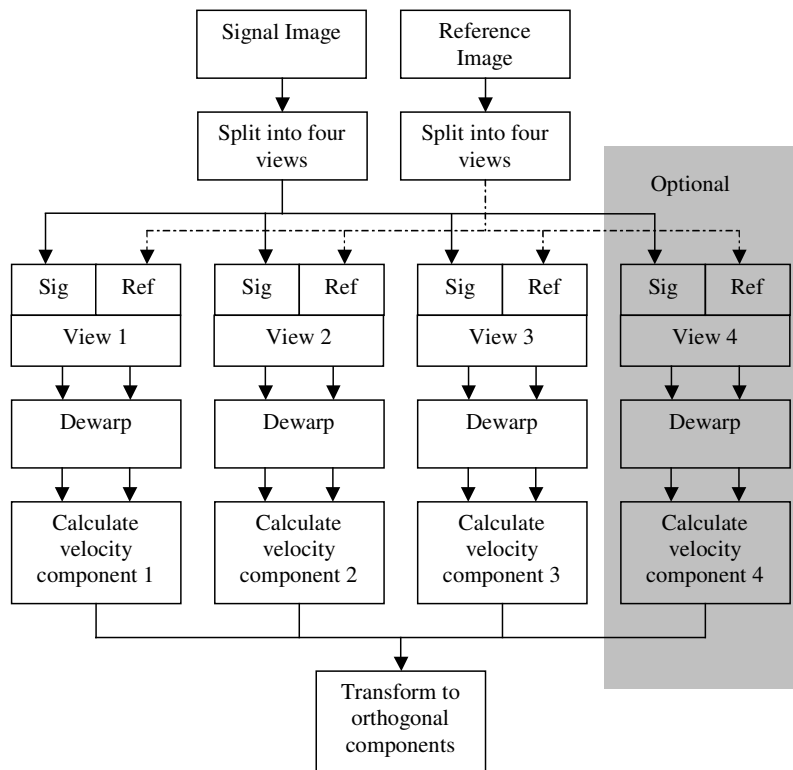 Signal Image
Reference
Image
Split into four
views
Split into four
views
Optional
Sig
Ref
View 1
Sig
Ref
View 2
Sig
Ref
View 3
Sig
Ref
View 4
Dewarp
Dewarp
Dewarp
Dewarp
Calculate
velocity
component 1
Calculate
velocity
component 2
Calculate
velocity
component 3
Calculate
velocity
component 4
Transform to
orthogonal
components